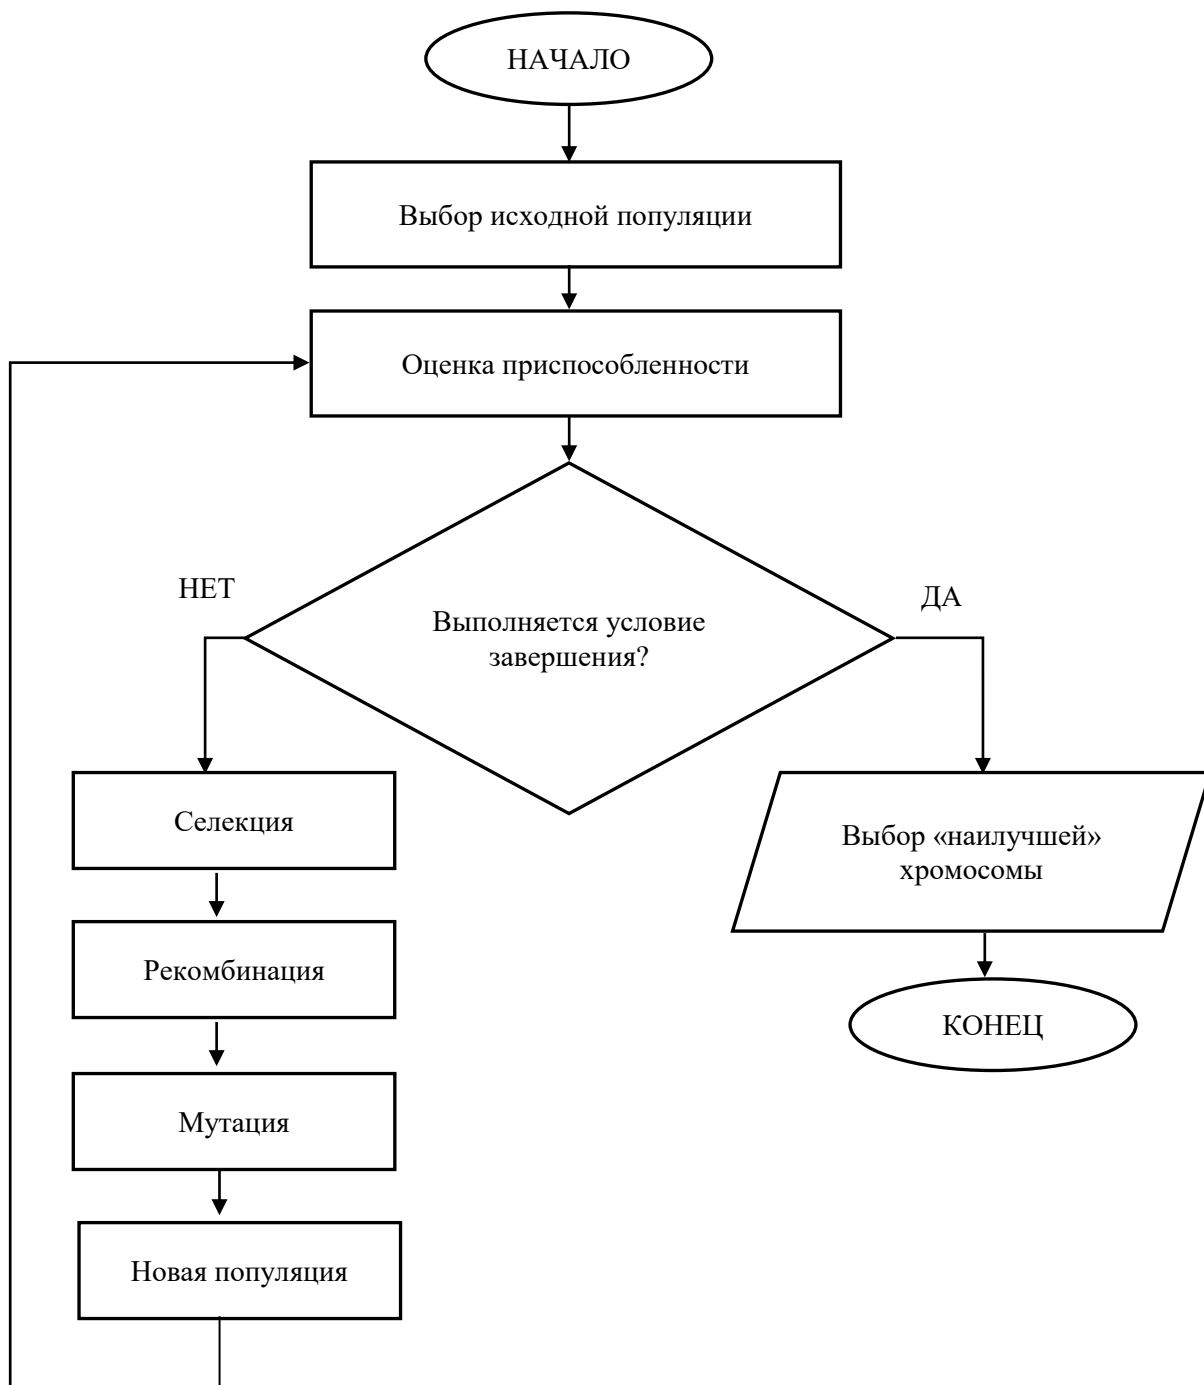 НАЧАЛО
Выбор исходной популяции
Оценка приспособленности
НЕТ
ДА
Выполняется условие
завершения?
Селекция
Выбор «наилучшей»
хромосомы
Рекомбинация
КОНЕЦ
Мутация
Новая популяция